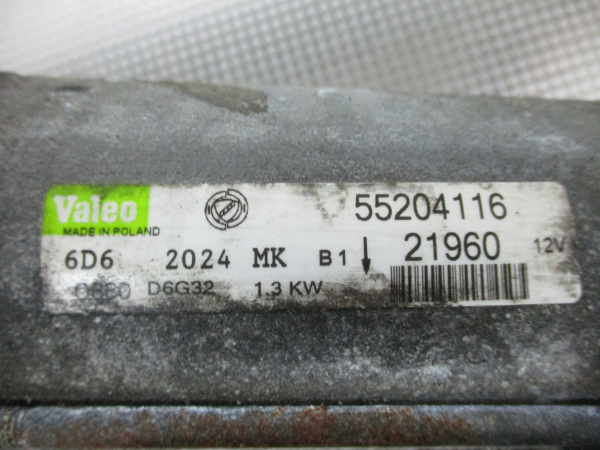 Valeo 55204116
MADE IN POLAND 21960 12V
6D6 2024 MK B1
D6G32 1.3 KW